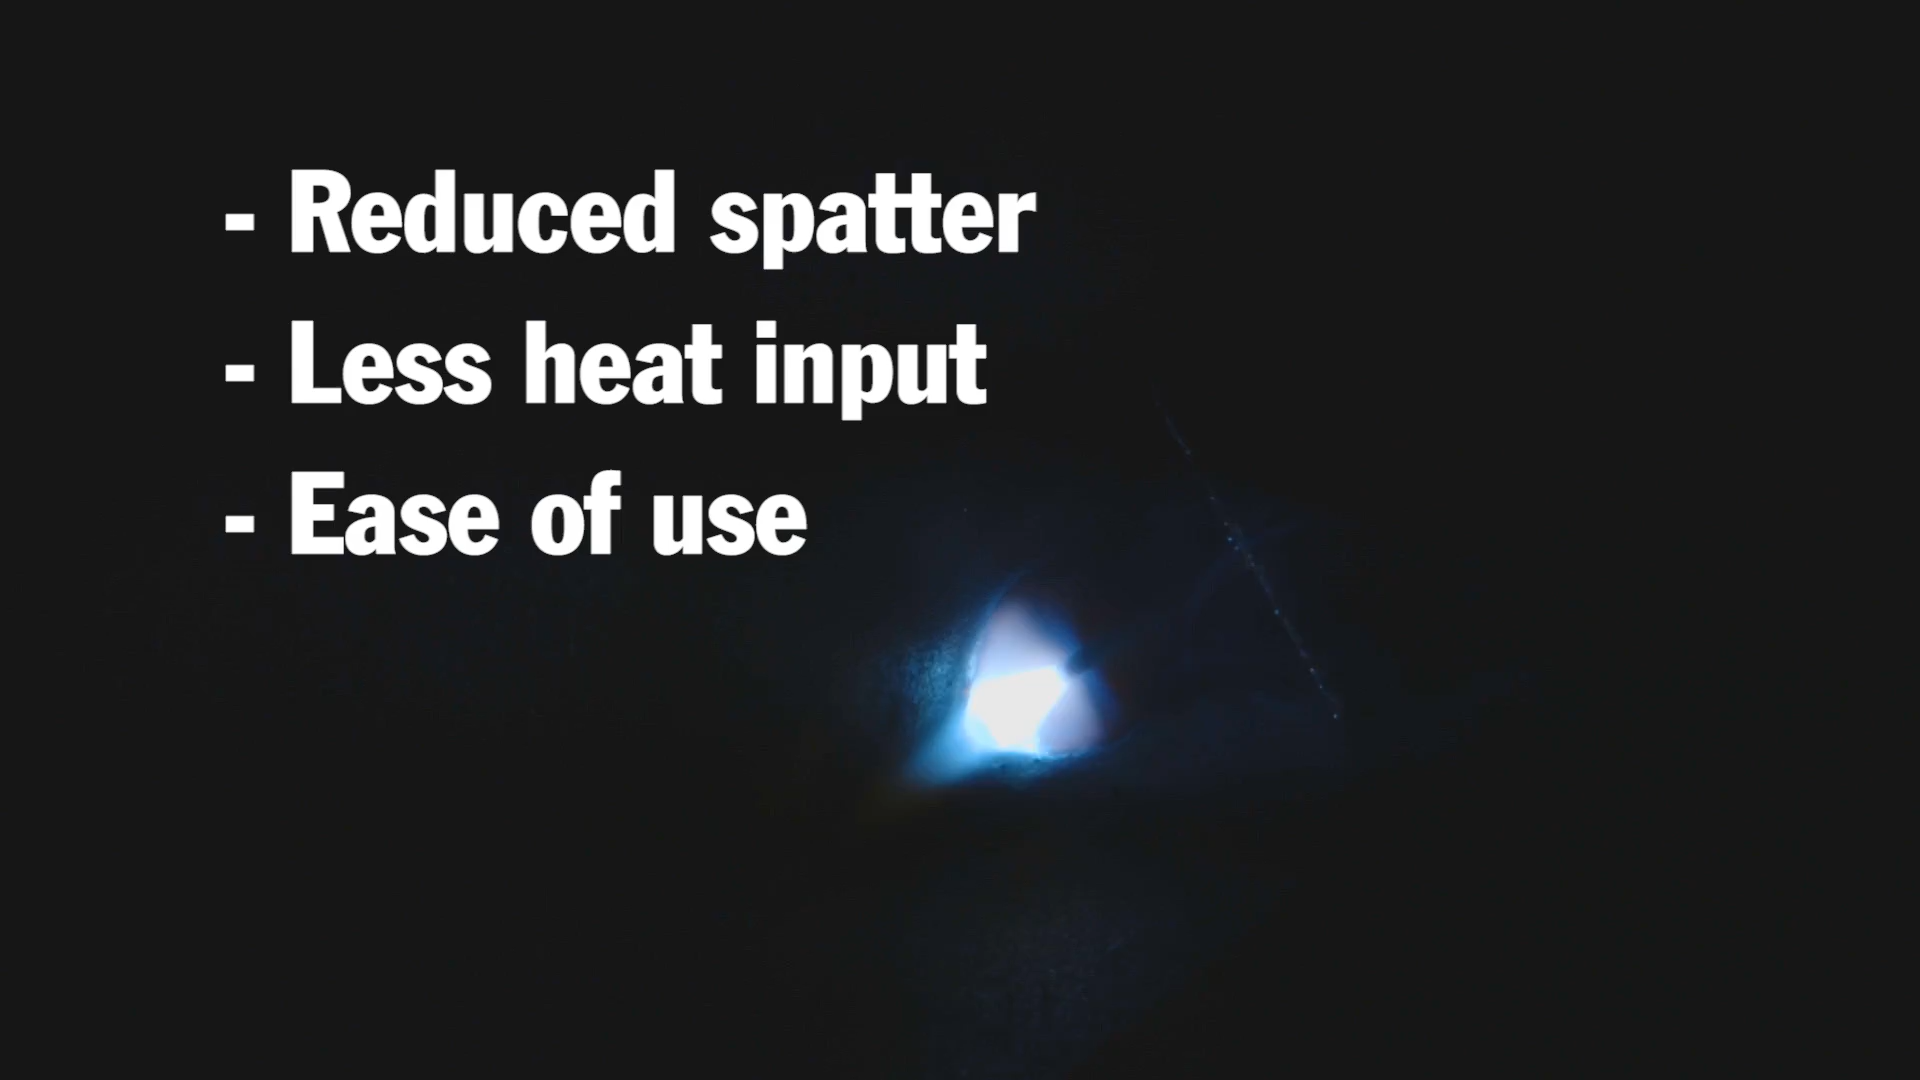 - Reduced spatter
- Less heat input
- Ease of use